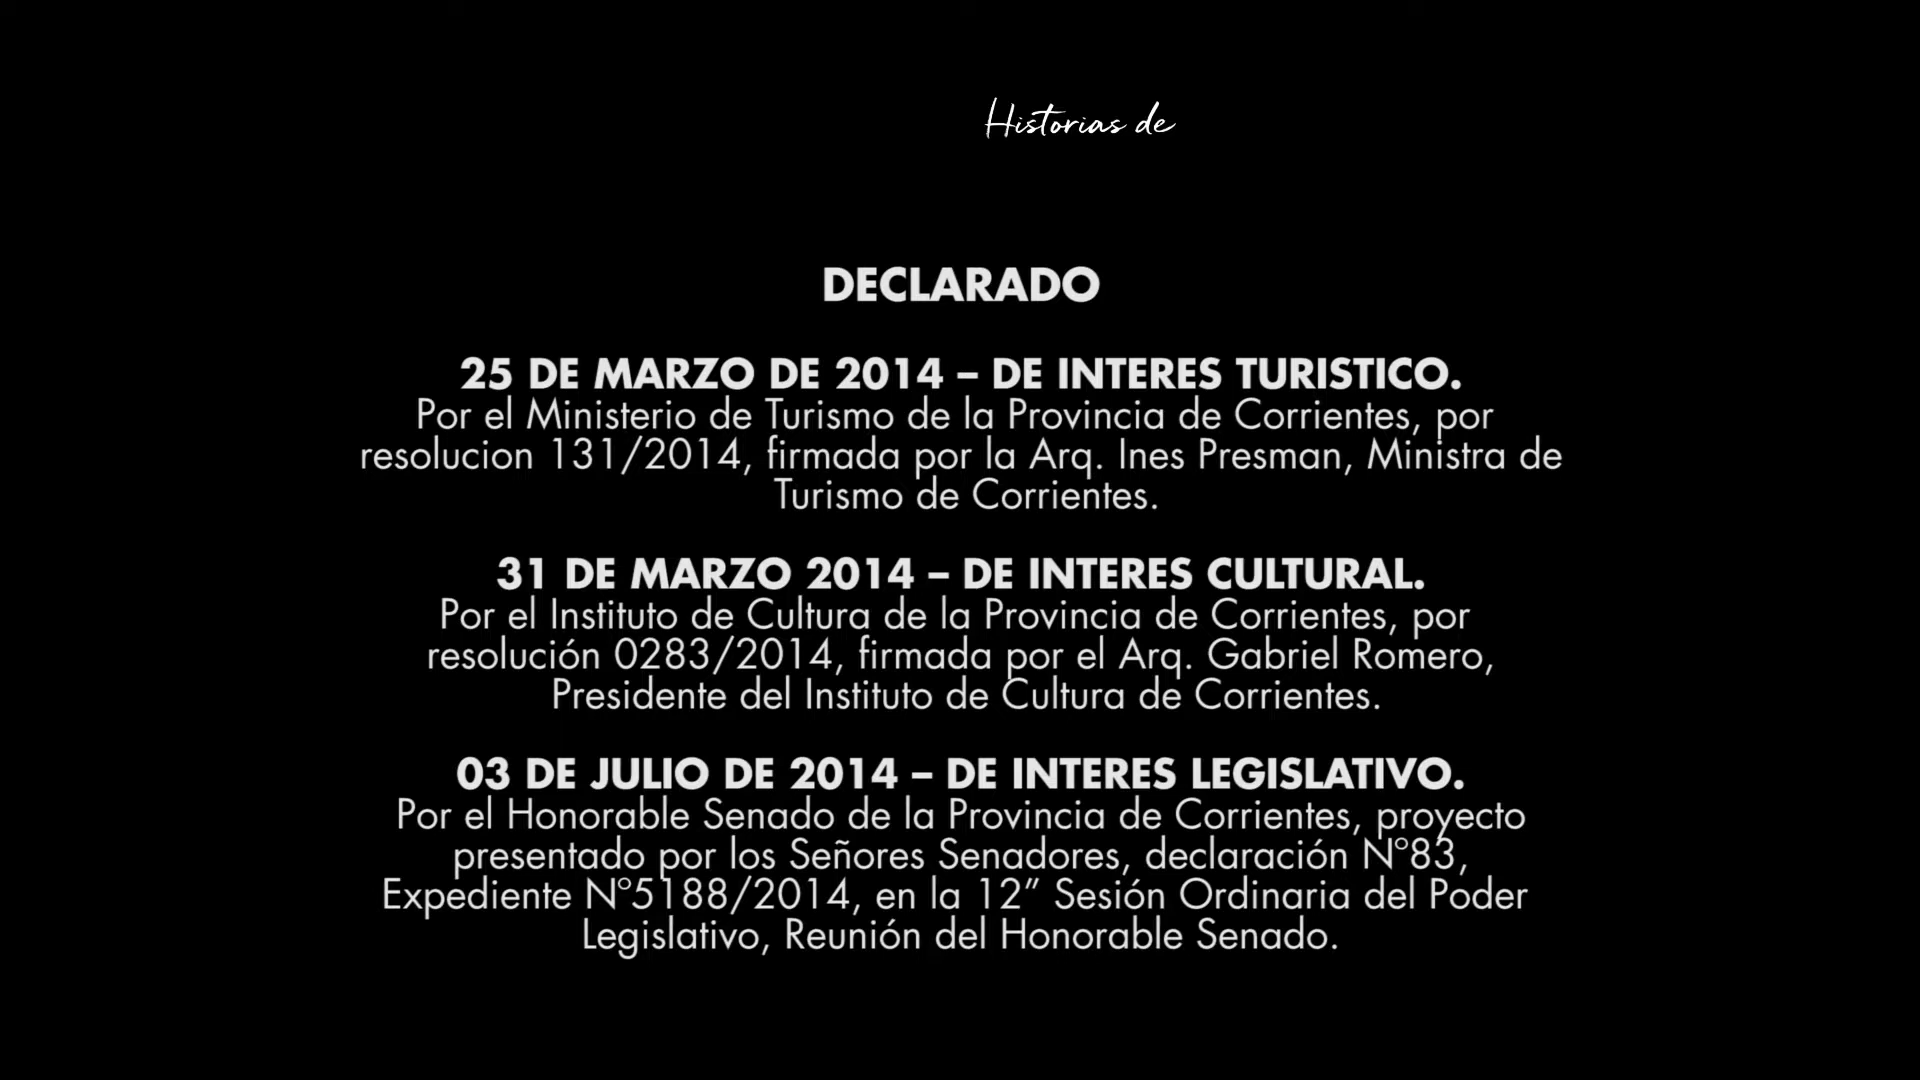 Historias de
DECLARADO
25 DE MARZO DE 2014 – DE INTERES TURISTICO.
Por el Ministerio de Turismo de la Provincia de Corrientes, por
resolucion 131/2014, firmada por la Arq. Ines Presman, Ministra de
Turismo de Corrientes.
31 DE MARZO 2014 – DE INTERES CULTURAL.
Por el Instituto de Cultura de la Provincia de Corrientes, por
resolución 0283/2014, firmada por el Arq. Gabriel Romero,
Presidente del Instituto de Cultura de Corrientes.
03 DE JULIO DE 2014 – DE INTERES LEGISLATIVO.
Por el Honorable Senado de la Provincia de Corrientes, proyecto
presentado por los Señores Senadores, declaración Nº83,
Expediente Nº5188/2014, en la 12” Sesión Ordinaria del Poder
Legislativo, Reunión del Honorable Senado.